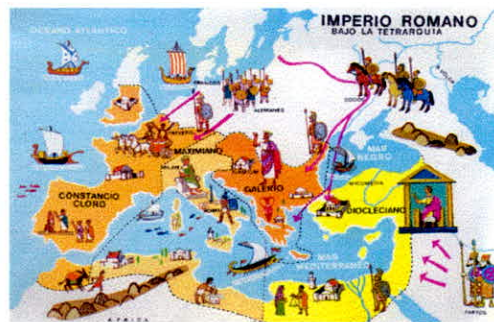 IMPERIO ROMANO
BAJO LA TETRARQUIA
OCEANO ATLANTICO
ALEMANES
GODOS
MAXIMIANO
MAR
NEGRO
CONSTANCIO
CLORO
GALERIO
NICOMEDIA
DIOCLECIANO
MAR
MEDITERRANEO
AFRICA
PARTOS